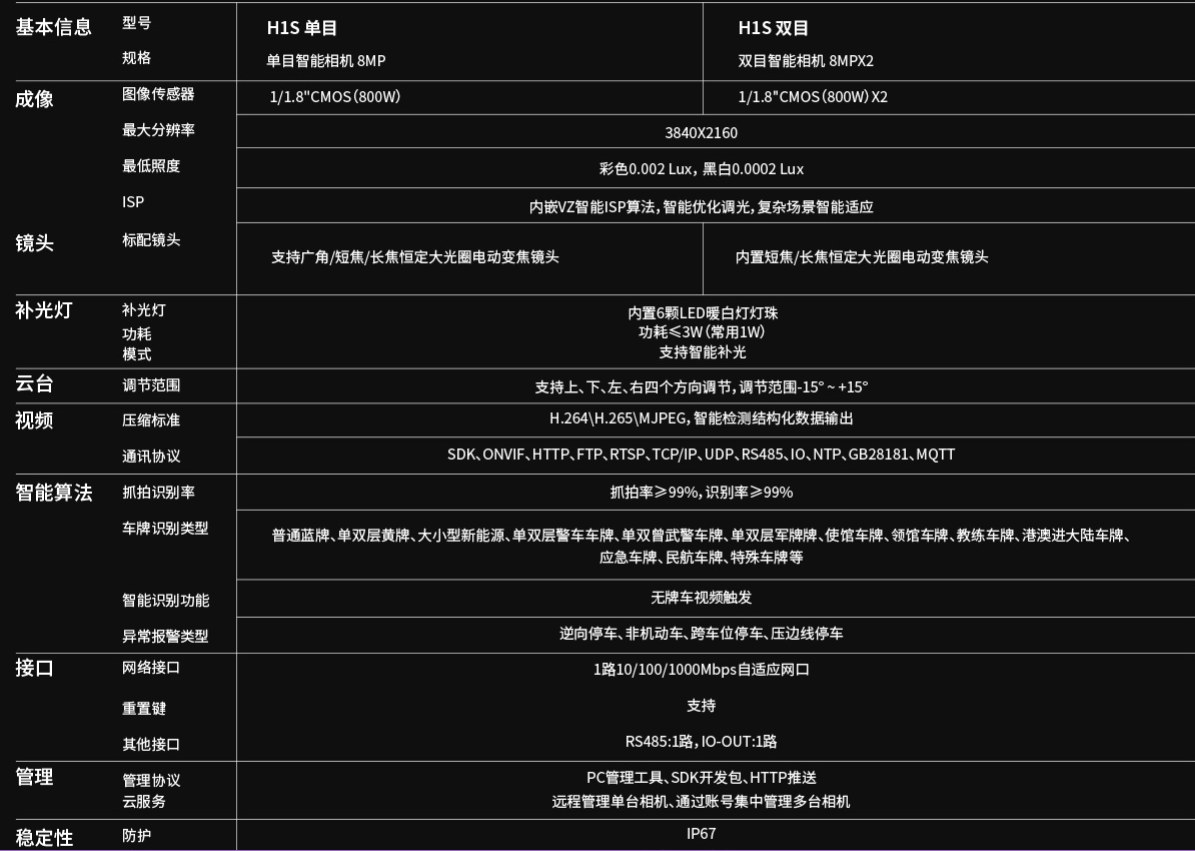 基本信息 型号 H1S 单目 H1S 双目
规格 单目智能相机 8MP 双目智能相机 8MPX2
成像 图像传感器 1/1.8"CMOS（800W） 1/1.8"CMOS（800W）X2
最大分辨率 3840X2160
最低照度 彩色0.002 Lux，黑白0.0002 Lux
ISP 内嵌VZ智能ISP算法，智能优化调光，复杂场景智能适应
镜头 标配镜头 支持广角/短焦/长焦恒定大光圈电动变焦镜头 内置短焦/长焦恒定大光圈电动变焦镜头
补光灯 补光灯 内置6颗LED暖白灯灯珠
功耗 功耗≤3W（常用1W）
模式 支持智能补光
云台 调节范围 支持上、下、左、右四个方向调节，调节范围-15° ~ +15°
视频 压缩标准 H.264\H.265\MJPEG，智能检测结构化数据输出
通讯协议 SDK、ONVIF、HTTP、FTP、RTSP、TCP/IP、UDP、RS485、IO、NTP、GB28181、MQTT
智能算法 抓拍识别率 抓拍率≥99%，识别率≥99%
车牌识别类型 普通蓝牌、单双层黄牌、大小型新能源、单双层警车车牌、单双曾武警车牌、单双层军牌牌、使馆车牌、领馆车牌、教练车牌、港澳进大陆车牌、
应急车牌、民航车牌、特殊车牌等
智能识别功能 无牌车视频触发
异常报警类型 逆向停车、非机动车、跨车位停车、压边线停车
接口 网络接口 1路10/100/1000Mbps自适应网口
重置键 支持
其他接口 RS485:1路，IO-OUT:1路
管理 管理协议 PC管理工具、SDK开发包、HTTP推送
云服务 远程管理单台相机、通过账号集中管理多台相机
稳定性 防护 IP67